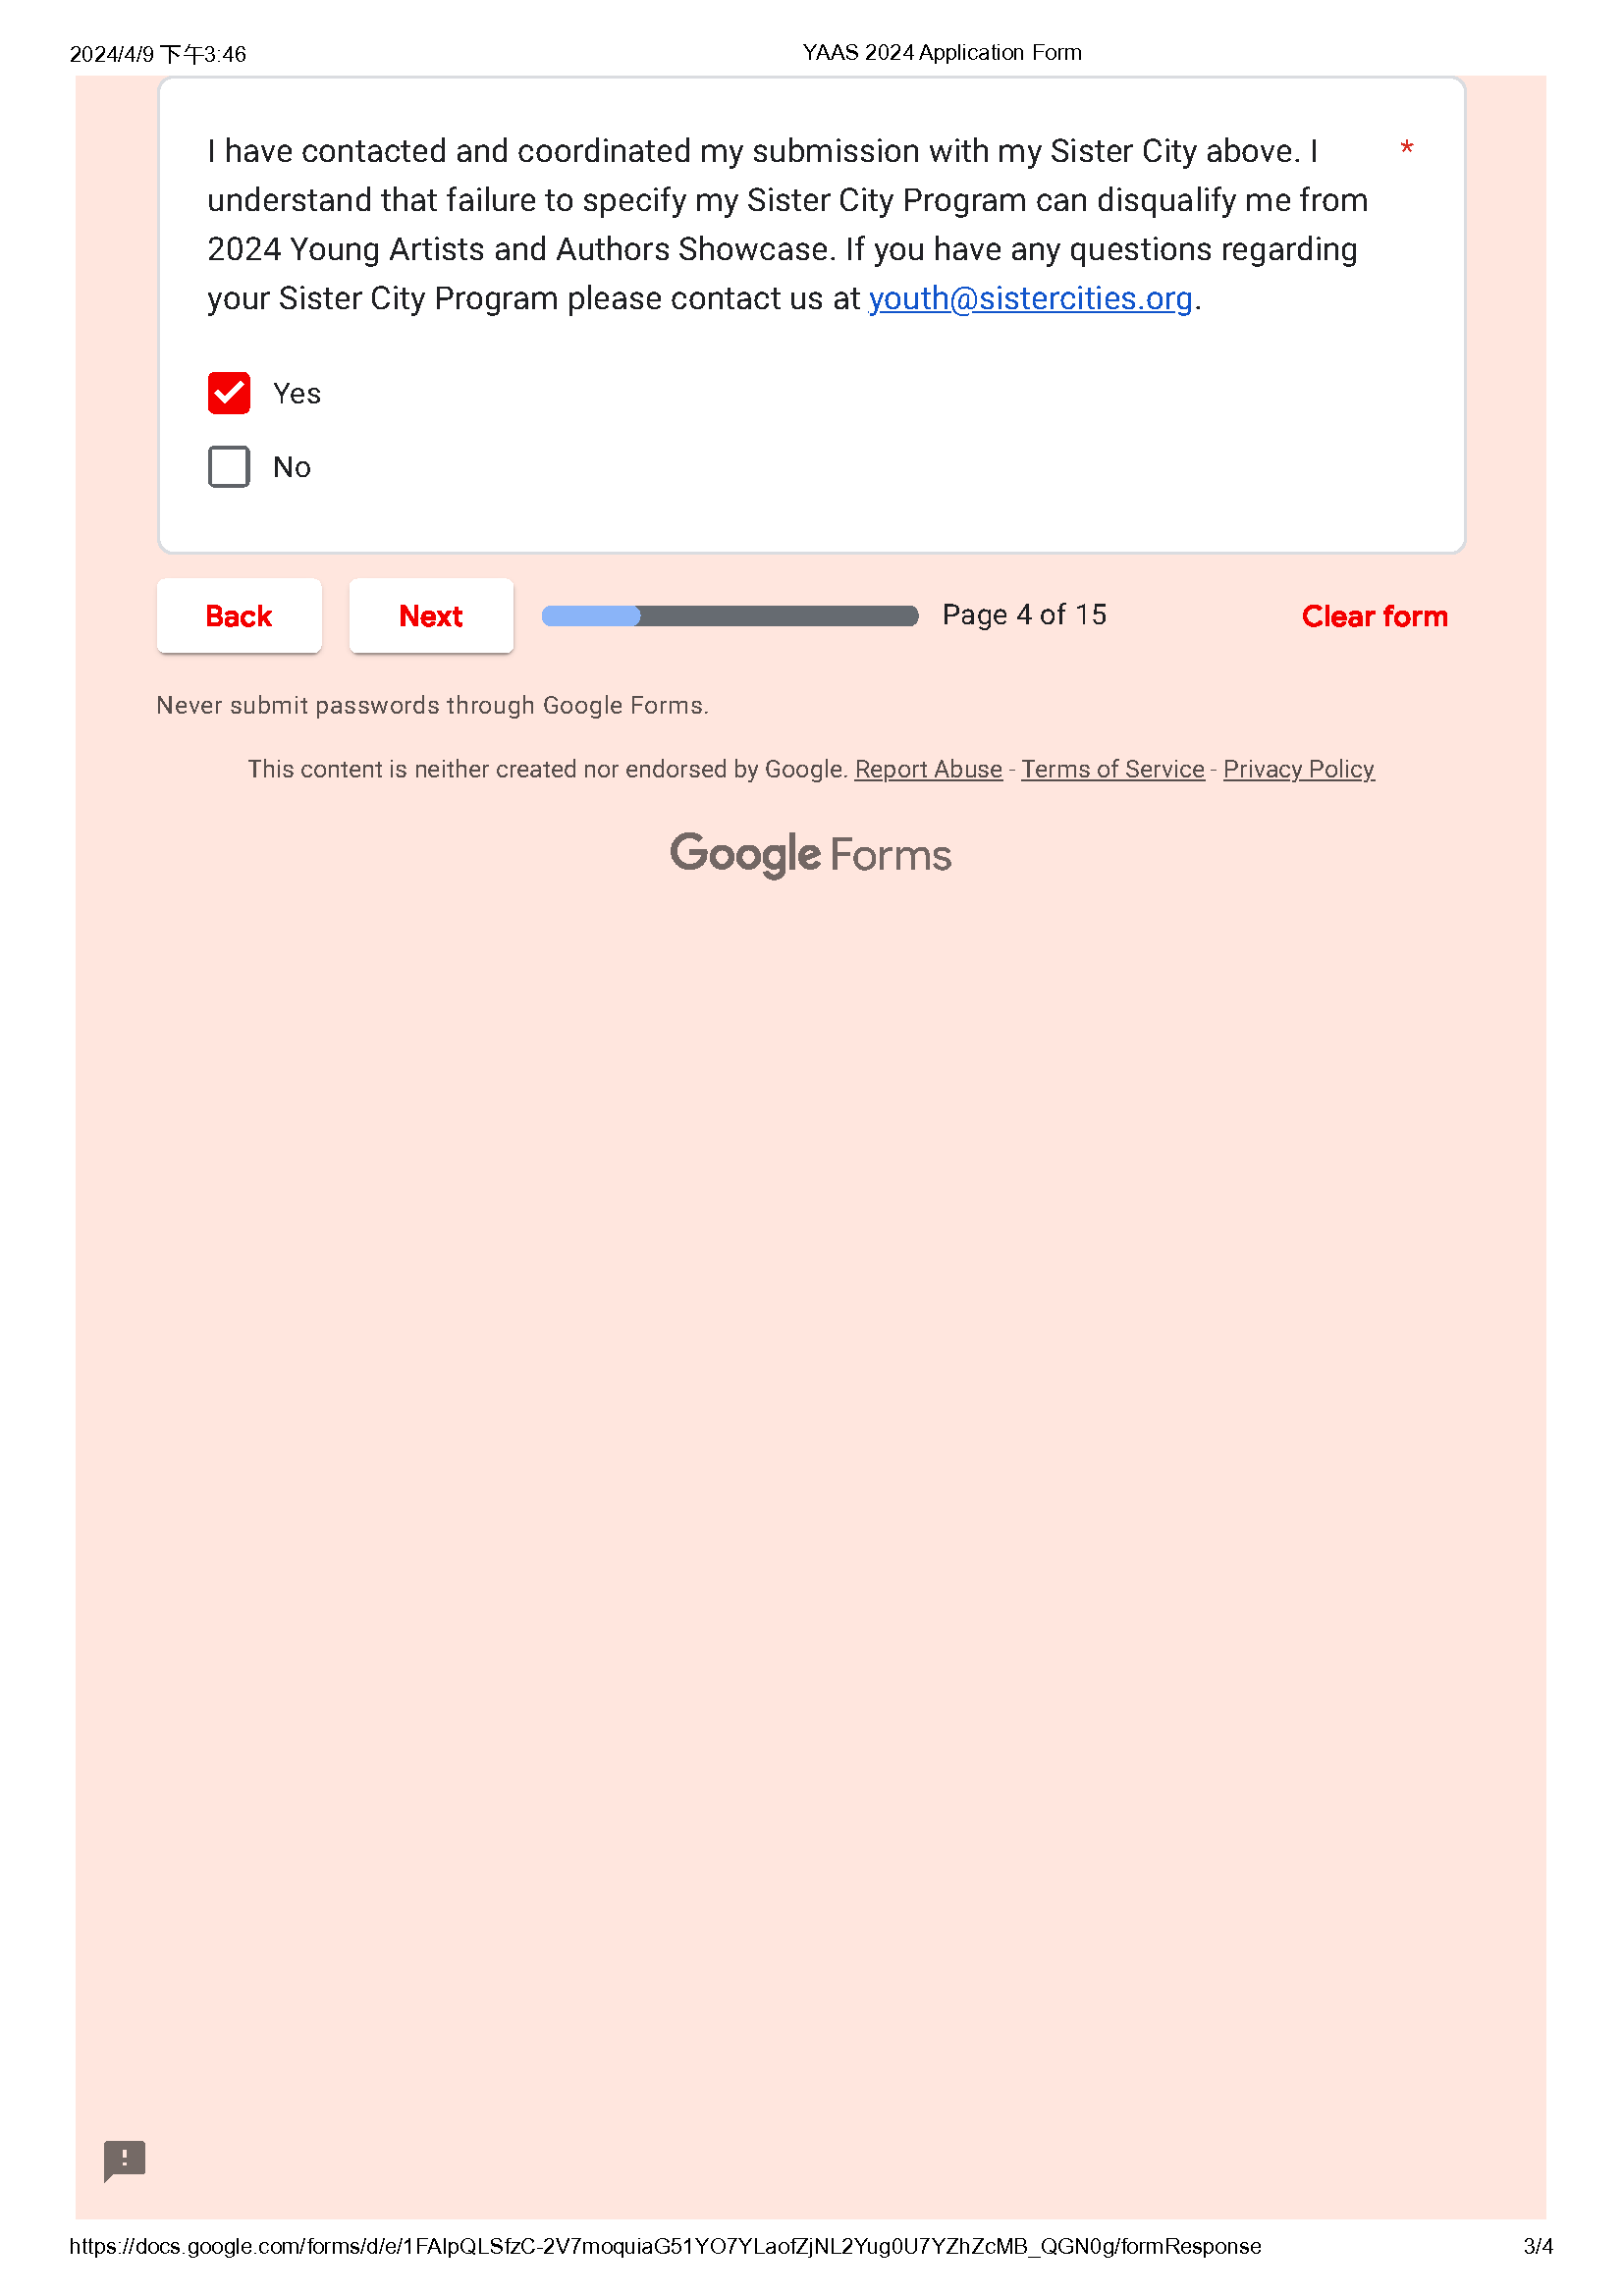 2024/4/9 下午3:46 YAAS 2024 Application Form
I have contacted and coordinated my submission with my Sister City above. I *
understand that failure to specify my Sister City Program can disqualify me from
2024 Young Artists and Authors Showcase. If you have any questions regarding
your Sister City Program please contact us at youth@sistercities.org.
Yes
No
Back Next Page 4 of 15 Clear form
Never submit passwords through Google Forms.
This content is neither created nor endorsed by Google. Report Abuse - Terms of Service - Privacy Policy
Google Forms
https://docs.google.com/forms/d/e/1FAIpQLSfzC-2V7moquiaG51YO7YLaofZjNL2Yug0U7YZhZcMB_QGN0g/formResponse 3/4